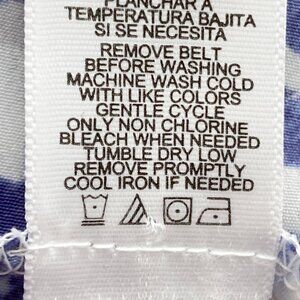 PLANCHAR A
TEMPERATURA BAJITA
SI SE NECESITA
REMOVE BELT
BEFORE WASHING
MACHINE WASH COLD
WITH LIKE COLORS
GENTLE CYCLE
ONLY NON CHLORINE
BLEACH WHEN NEEDED
TUMBLE DRY LOW
REMOVE PROMPTLY
COOL IRON IF NEEDED